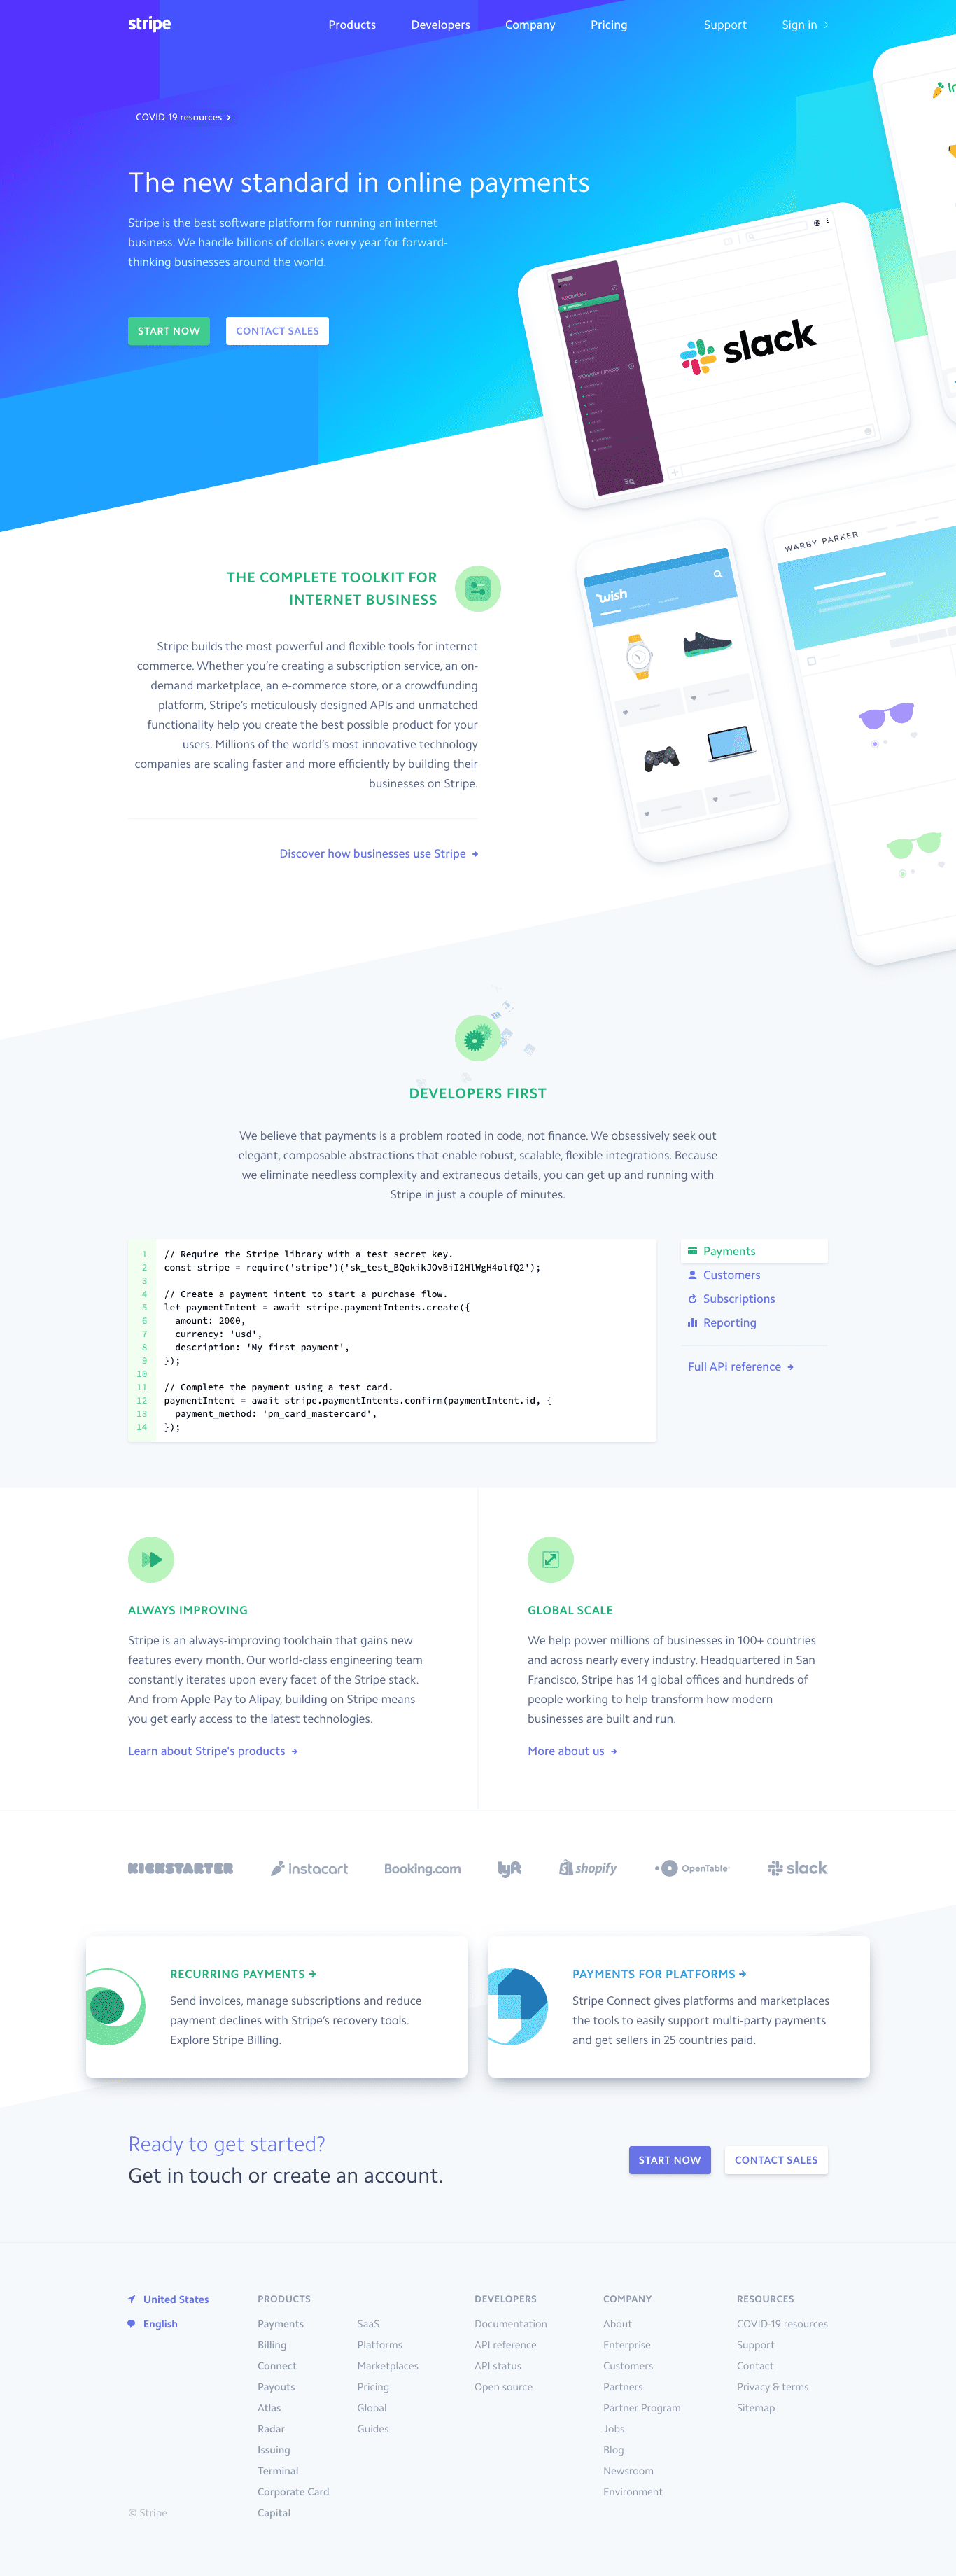 stripe
Products
Developers
Company
Pricing
Support
Sign in →
COVID-19 resources
The new standard in online payments
Stripe is the best software platform for running an internet
business. We handle billions of dollars every year for forward-
thinking businesses around the world.
START NOW
CONTACT SALES
slack
THE COMPLETE TOOLKIT FOR
INTERNET BUSINESS
Stripe builds the most powerful and flexible tools for internet
commerce. Whether you’re creating a subscription service, an on-
demand marketplace, an e-commerce store, or a crowdfunding
platform, Stripe’s meticulously designed APIs and unmatched
functionality help you create the best possible product for your
users. Millions of the world’s most innovative technology
companies are scaling faster and more efficiently by building their
businesses on Stripe.
Discover how businesses use Stripe →
wish
WARBY PARKER
DEVELOPERS FIRST
We believe that payments is a problem rooted in code, not finance. We obsessively seek out
elegant, composable abstractions that enable robust, scalable, flexible integrations. Because
we eliminate needless complexity and extraneous details, you can get up and running with
Stripe in just a couple of minutes.
1 // Require the Stripe library with a test secret key.
2 const stripe = require('stripe')('sk_test_BQokikJOvBiI2HlWgH4olfQ2');
3
4 // Create a payment intent to start a purchase flow.
5 let paymentIntent = await stripe.paymentIntents.create({
6 amount: 2000,
7 currency: 'usd',
8 description: 'My first payment',
9 });
10
11 // Complete the payment using a test card.
12 paymentIntent = await stripe.paymentIntents.confirm(paymentIntent.id, {
13 payment_method: 'pm_card_mastercard',
14 });
Payments
Customers
Subscriptions
Reporting
Full API reference →
ALWAYS IMPROVING
Stripe is an always-improving toolchain that gains new
features every month. Our world-class engineering team
constantly iterates upon every facet of the Stripe stack.
And from Apple Pay to Alipay, building on Stripe means
you get early access to the latest technologies.
Learn about Stripe's products →
GLOBAL SCALE
We help power millions of businesses in 100+ countries
and across nearly every industry. Headquartered in San
Francisco, Stripe has 14 global offices and hundreds of
people working to help transform how modern
businesses are built and run.
More about us →
KICKSTARTER
instacart
Booking.com
lyft
shopify
OpenTable
slack
RECURRING PAYMENTS →
Send invoices, manage subscriptions and reduce
payment declines with Stripe’s recovery tools.
Explore Stripe Billing.
PAYMENTS FOR PLATFORMS →
Stripe Connect gives platforms and marketplaces
the tools to easily support multi-party payments
and get sellers in 25 countries paid.
Ready to get started?
Get in touch or create an account.
START NOW
CONTACT SALES
United States
English
© Stripe
PRODUCTS
Payments
Billing
Connect
Payouts
Atlas
Radar
Issuing
Terminal
Corporate Card
Capital
SaaS
Platforms
Marketplaces
Pricing
Global
Guides
DEVELOPERS
Documentation
API reference
API status
Open source
COMPANY
About
Enterprise
Customers
Partners
Partner Program
Jobs
Blog
Newsroom
Environment
RESOURCES
COVID-19 resources
Support
Contact
Privacy & terms
Sitemap